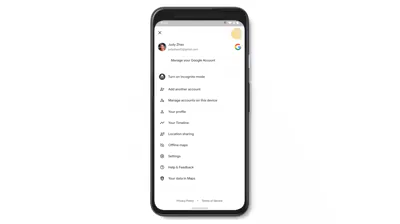 Judy Zhao
Manage your Google Account
Turn on Incognito mode
Add another account
Manage accounts on this device
Your profile
Your Timeline
Location sharing
Offline maps
Settings
Help & Feedback
Your data in Maps
Privacy Policy • Terms of Service